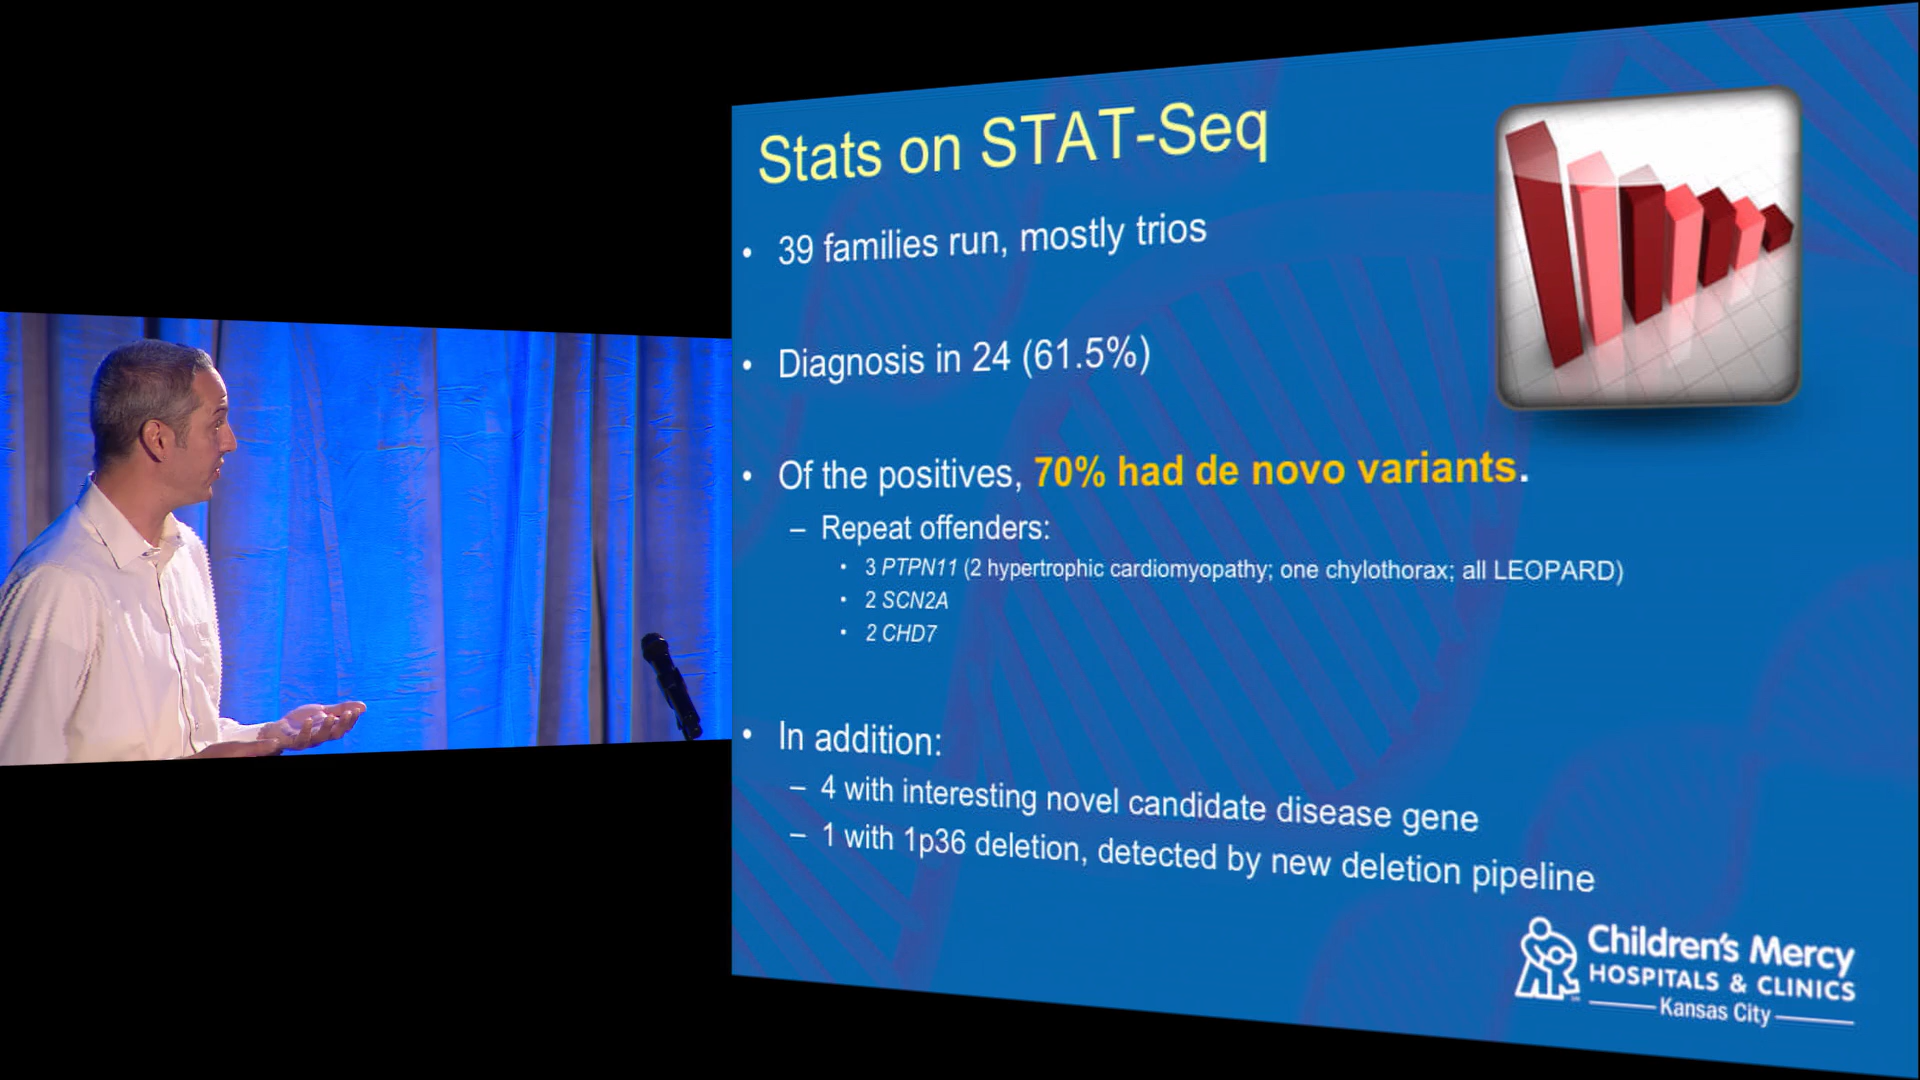 Stats on STAT-Seq
• 39 families run, mostly trios
• Diagnosis in 24 (61.5%)
• Of the positives, 70% had de novo variants.
– Repeat offenders:
• 3 PTPN11 (2 hypertrophic cardiomyopathy; one chylothorax; all LEOPARD)
• 2 SCN2A
• 2 CHD7
• In addition:
– 4 with interesting novel candidate disease gene
– 1 with 1p36 deletion, detected by new deletion pipeline
Children's Mercy
HOSPITALS & CLINICS
Kansas City